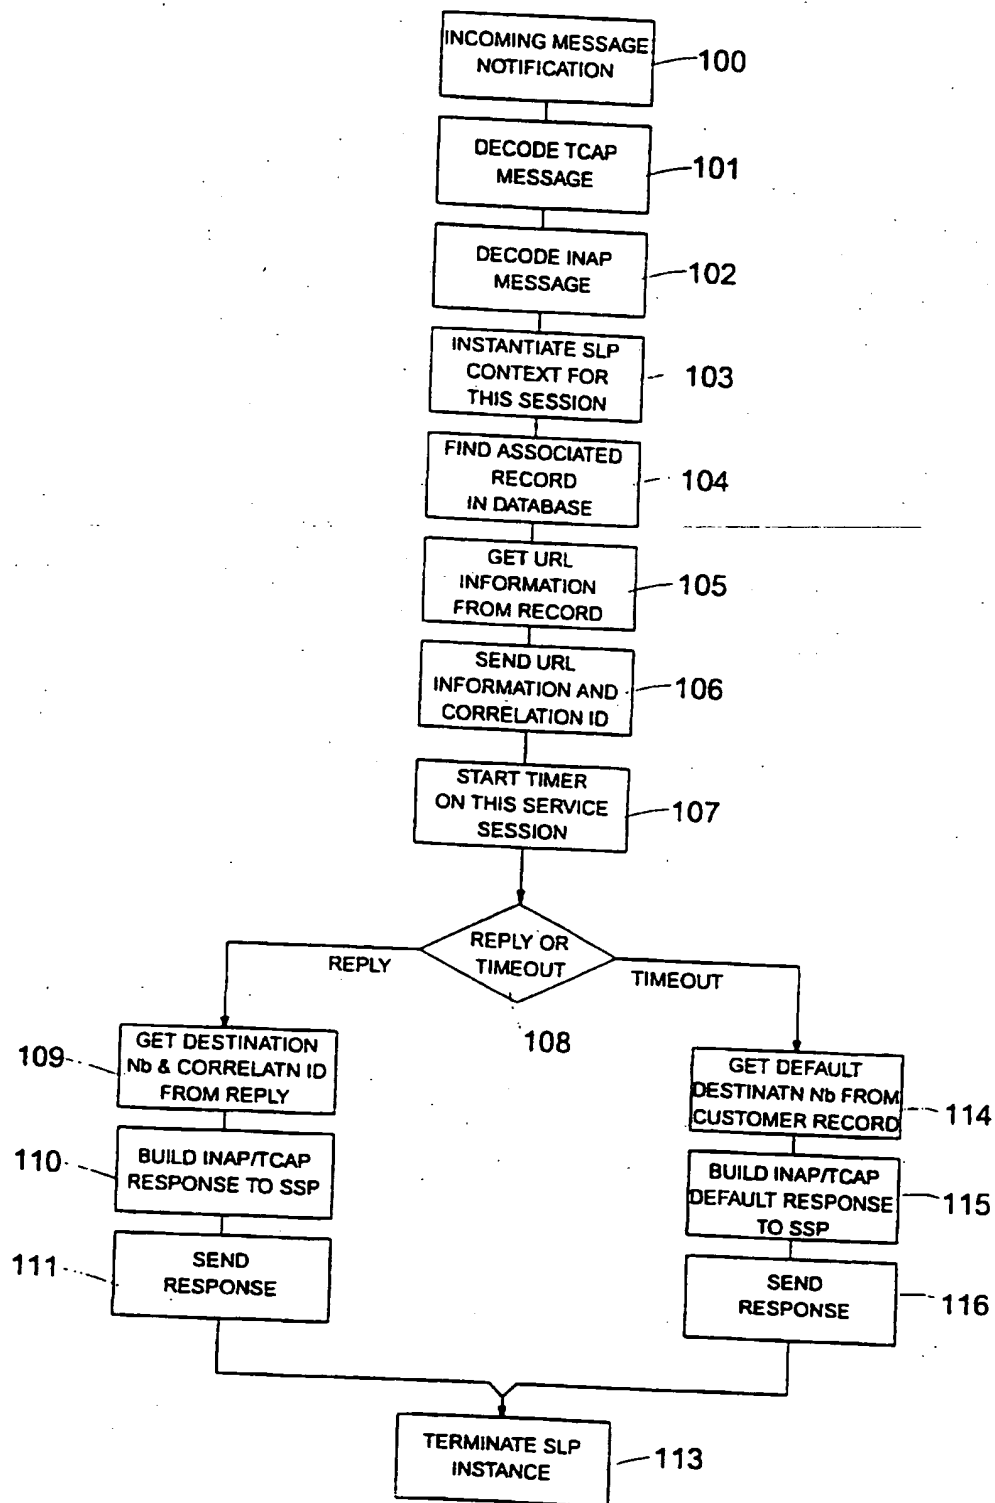 INCOMING MESSAGE
NOTIFICATION
100
DECODE TCAP
MESSAGE
101
DECODE INAP
MESSAGE
102
INSTANTIATE SLP
CONTEXT FOR
THIS SESSION
103
FIND ASSOCIATED
RECORD
IN DATABASE
104
GET URL
INFORMATION
FROM RECORD
105
SEND URL
INFORMATION AND
CORRELATION ID
106
START TIMER
ON THIS SERVICE
SESSION
107
REPLY OR
TIMEOUT
REPLY
TIMEOUT
108
109
GET DESTINATION
Nb & CORRELATN ID
FROM REPLY
110
BUILD INAP/TCAP
RESPONSE TO SSP
111
SEND
RESPONSE
GET DEFAULT
DESTINATN Nb FROM
CUSTOMER RECORD
114
BUILD INAP/TCAP
DEFAULT RESPONSE
TO SSP
115
SEND
RESPONSE
116
TERMINATE SLP
INSTANCE
113